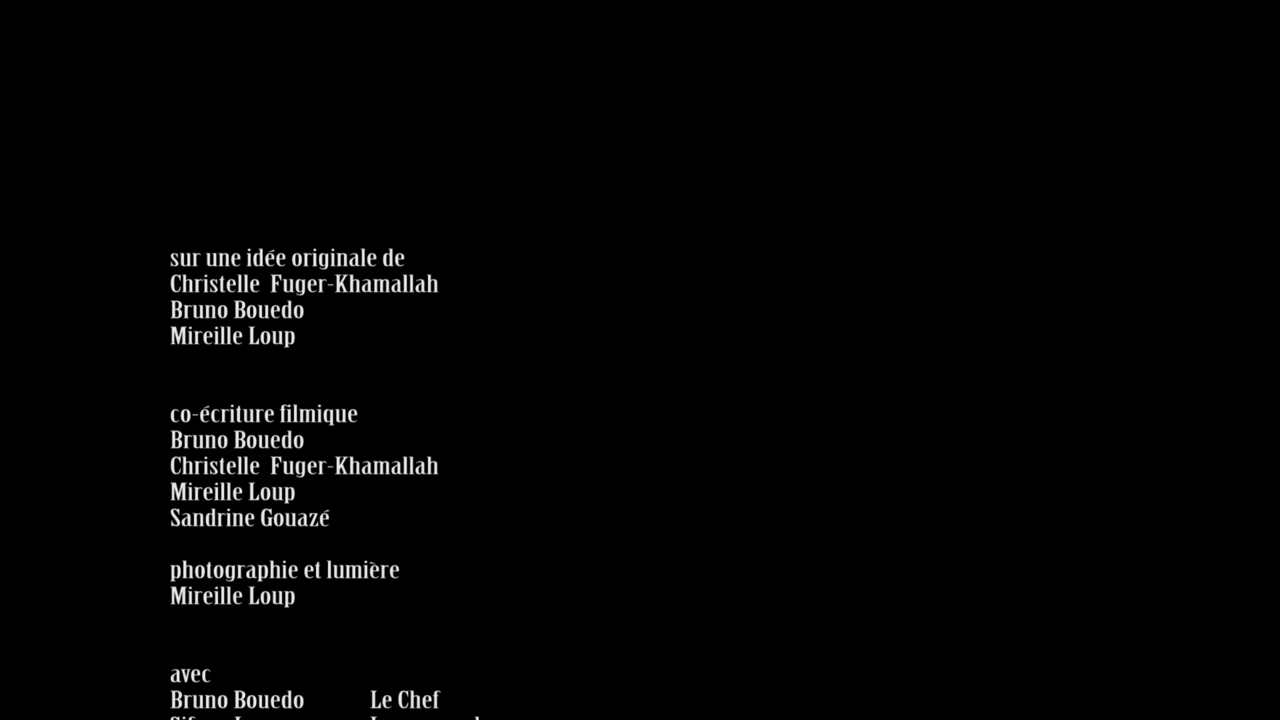 sur une idée originale de
Christelle  Fuger-Khamallah
Bruno Bouedo
Mireille Loup
co-écriture filmique
Bruno Bouedo
Christelle  Fuger-Khamallah
Mireille Loup
Sandrine Gouazé
photographie et lumière
Mireille Loup
avec
Bruno Bouedo Le Chef